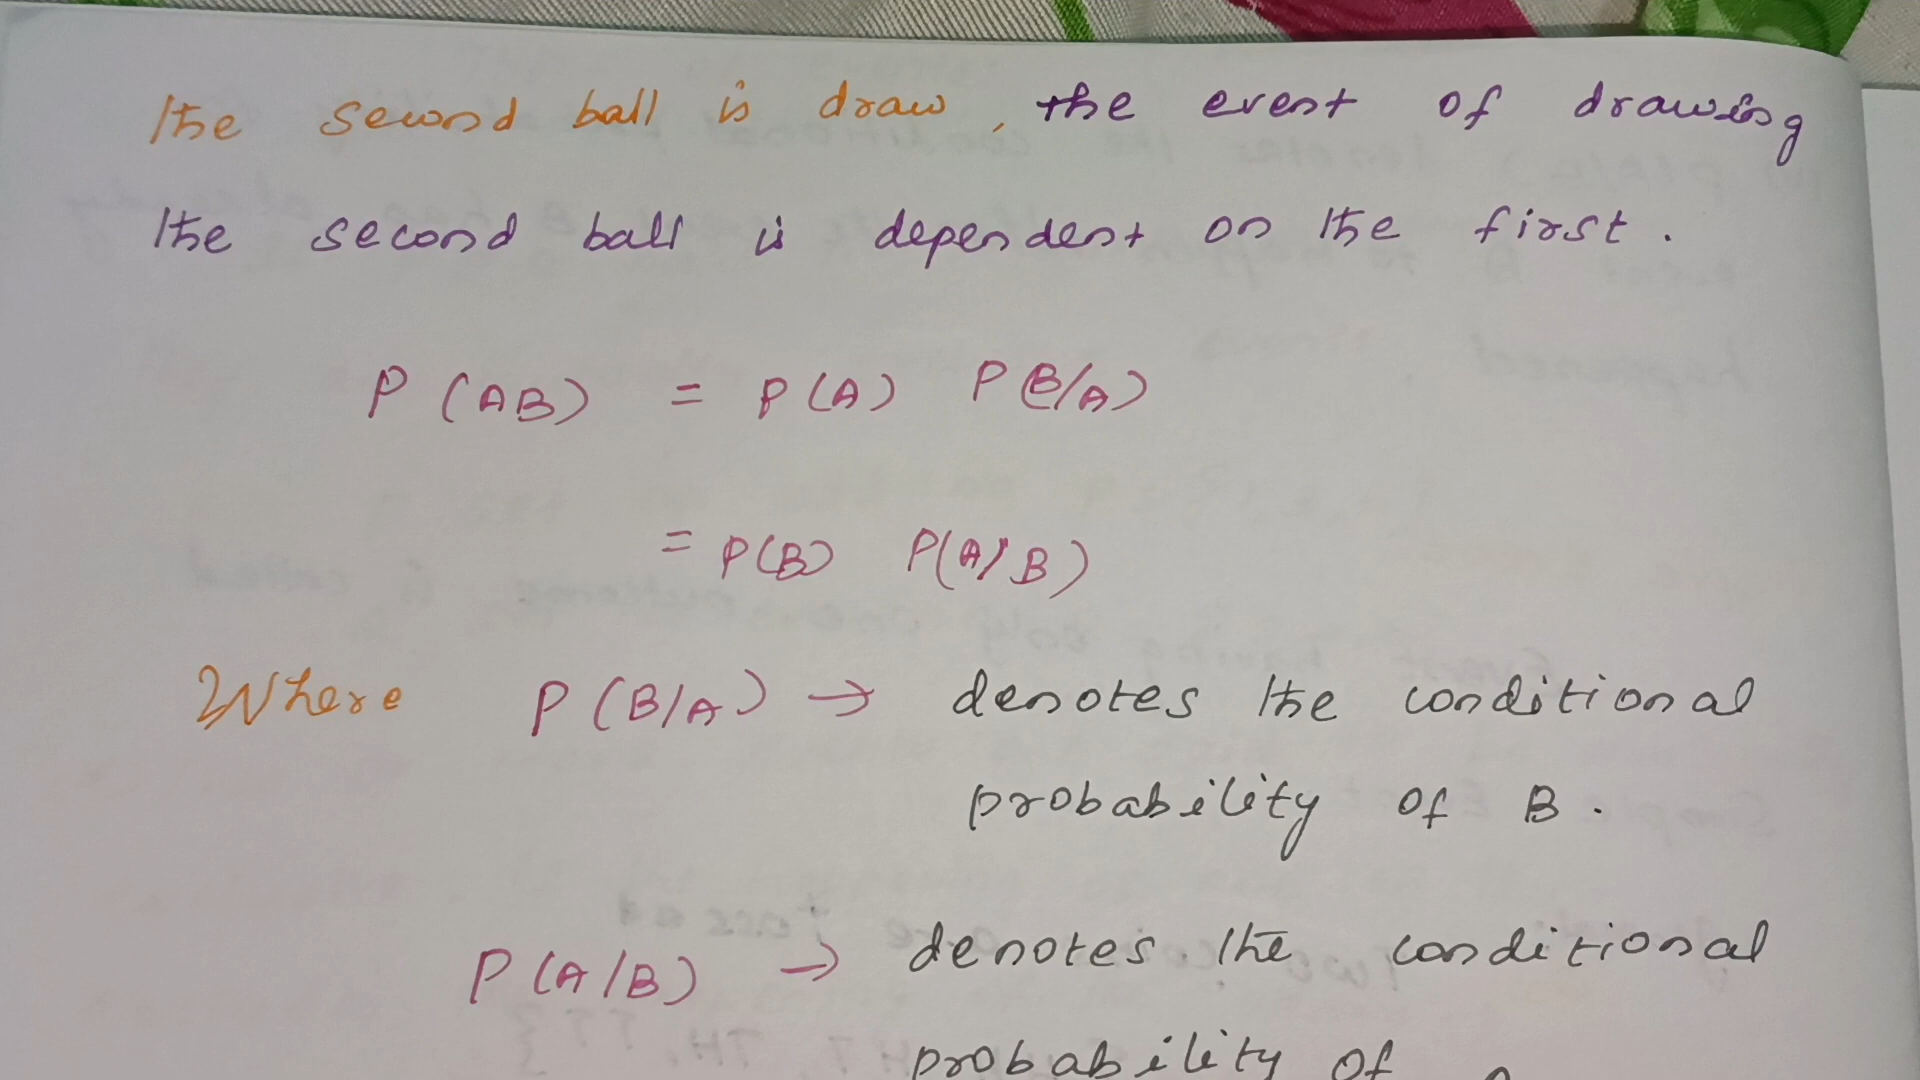 the second ball is draw, the event of drawing
the second ball is dependent on the first.
P (AB) = P(A) P(B/A)
= P(B) P(A/B)
Where P(B/A) → denotes the conditional
probability of B.
P(A/B) → denotes the conditional
probability of